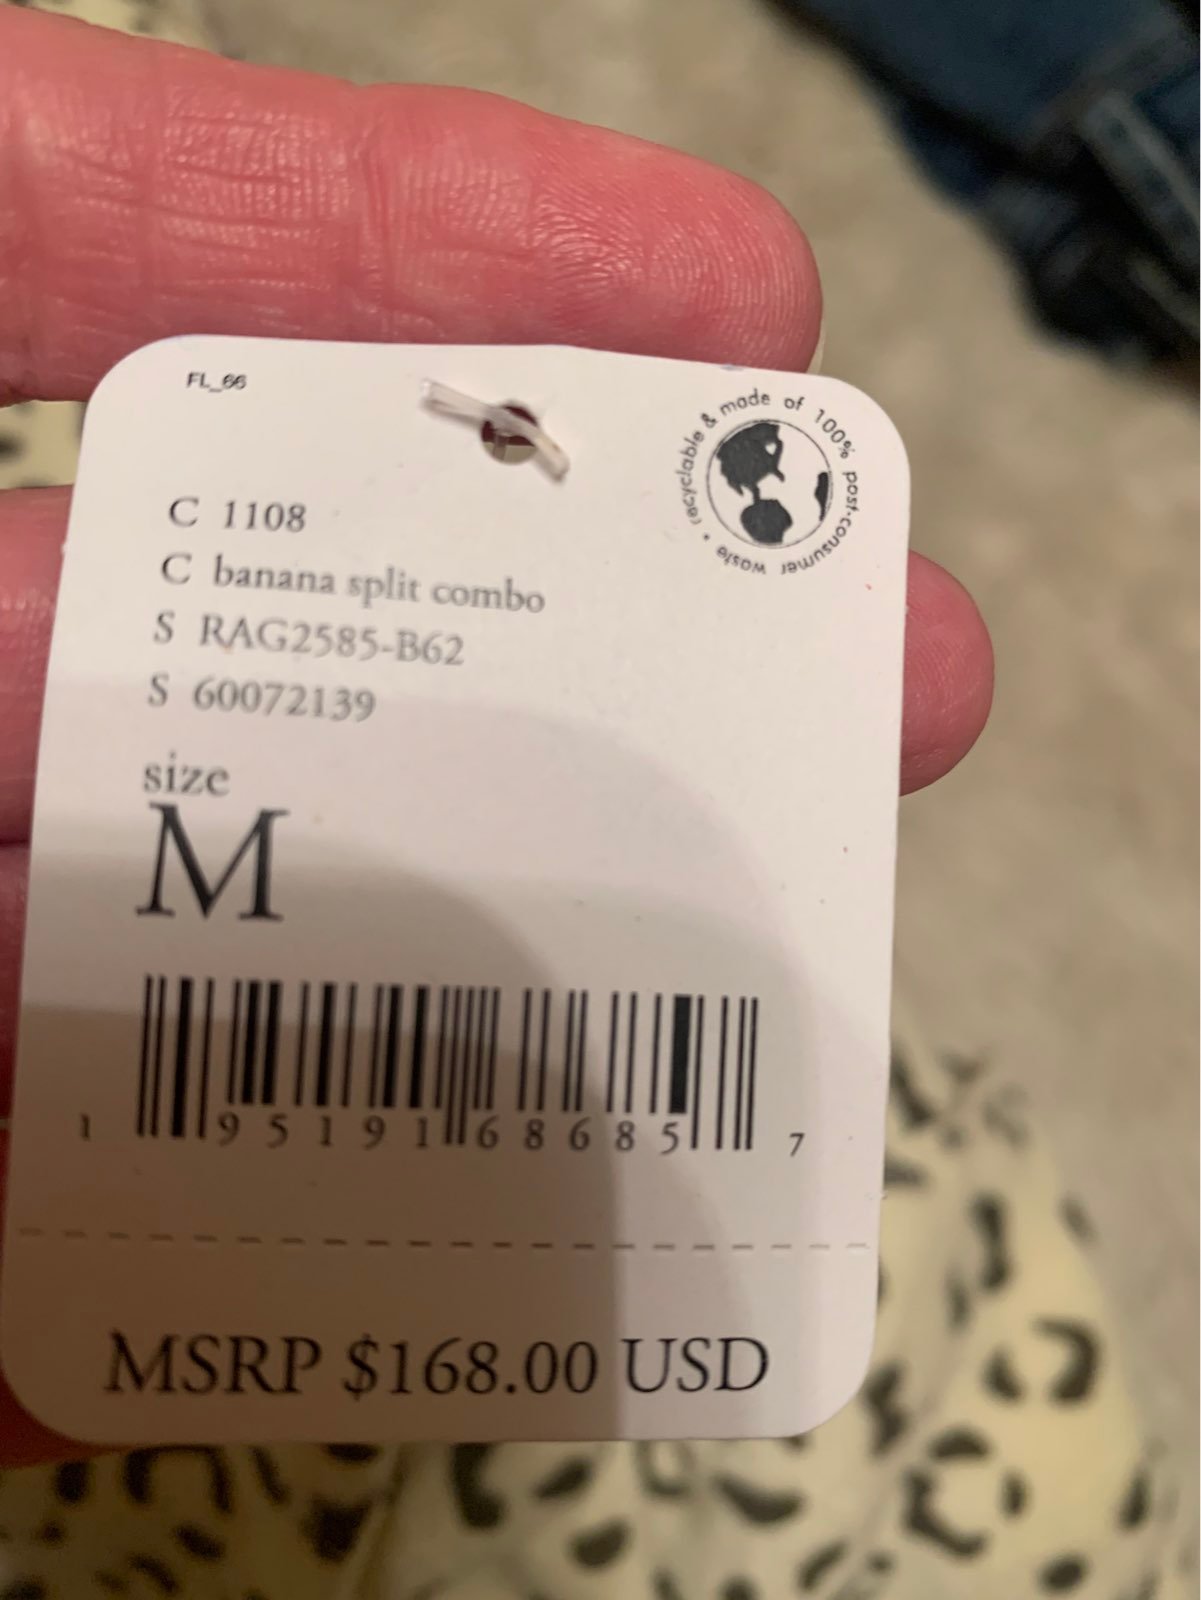 FL_66
recyclable & made of 100% post-consumer waste •
C 1108
C banana split combo
S RAG2585-B62
S 60072139
size
M
1 95191 68685 7
MSRP $168.00 USD